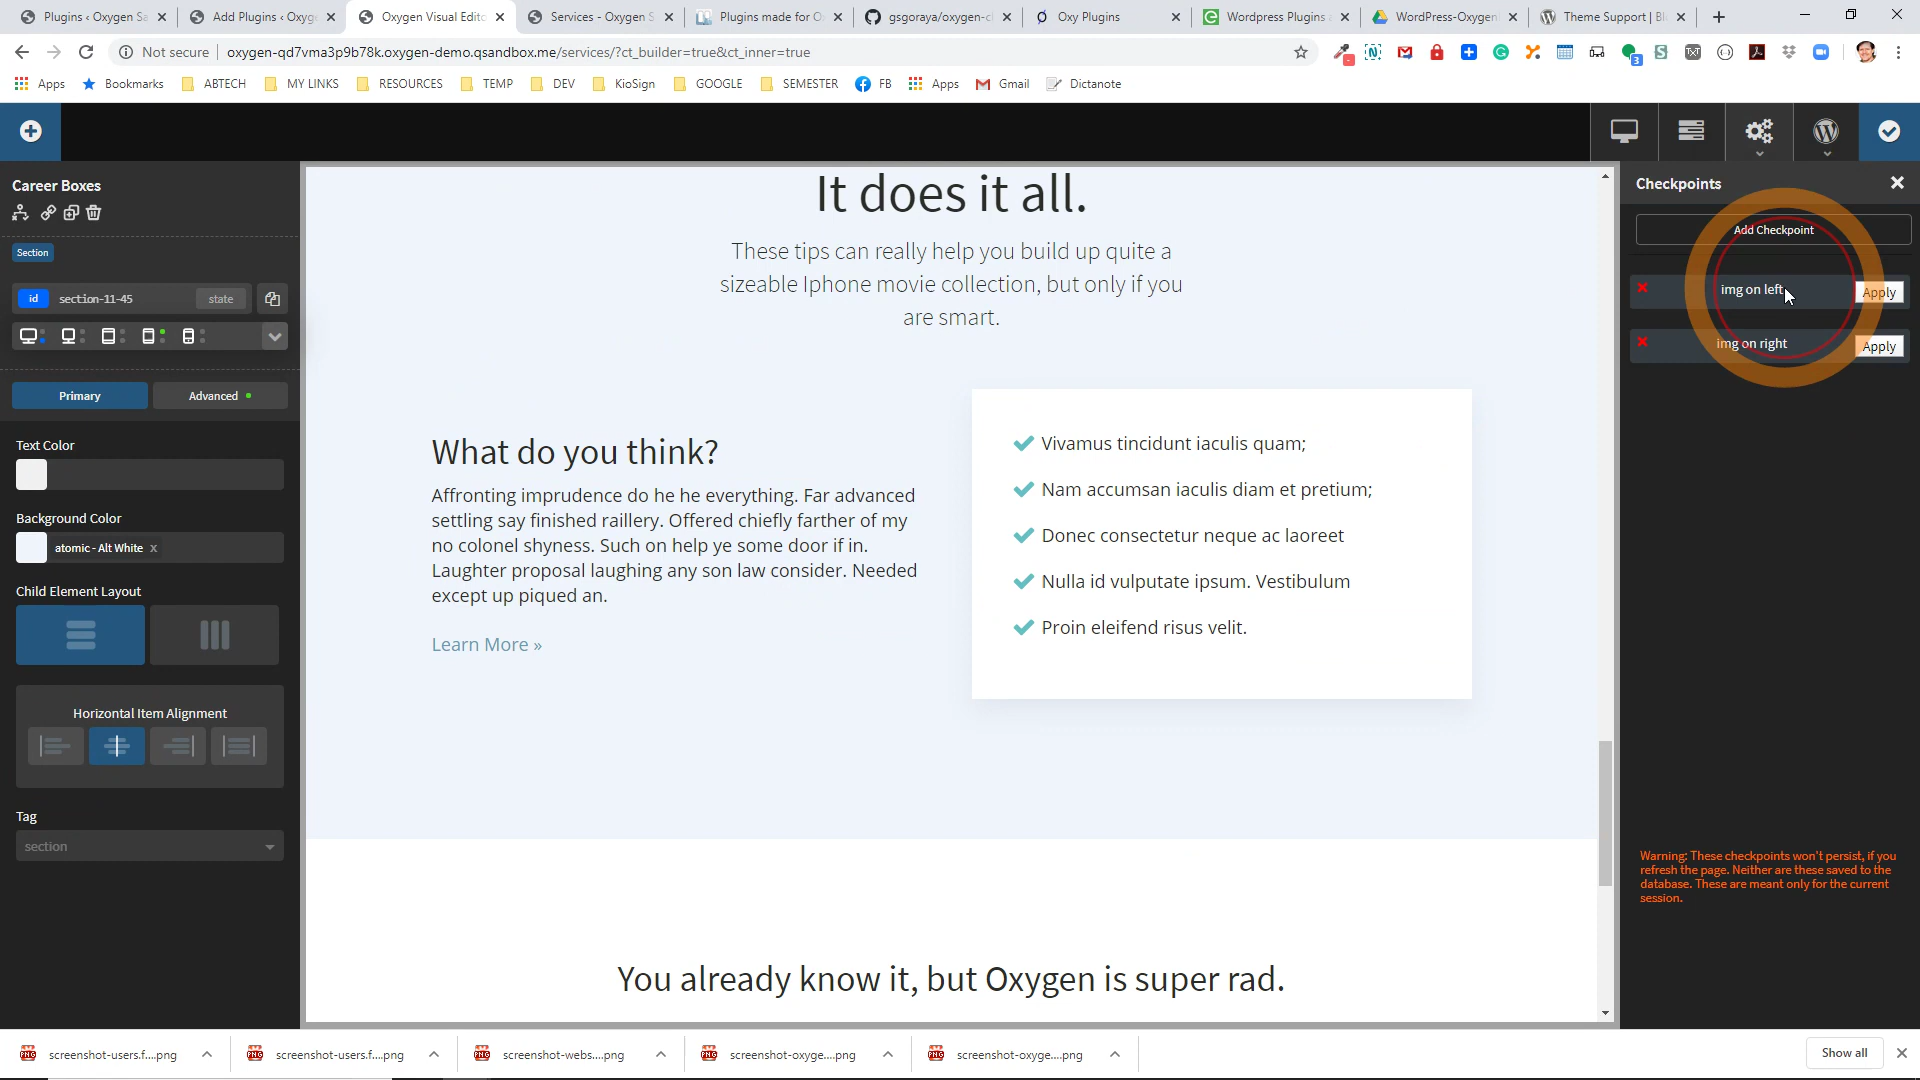 Plugins ‹ Oxygen Sa
Add Plugins ‹ Oxyge
Oxygen Visual Edito
Services - Oxygen S
Plugins made for O
gsgoraya/oxygen-cl
Oxy Plugins
Wordpress Plugins a
WordPress-Oxygen
Theme Support | Bl
Not secure
oxygen-qd7vma3p9b78k.oxygen-demo.qsandbox.me/services/?ct_builder=true&ct_inner=true
Apps
Bookmarks
ABTECH
MY LINKS
RESOURCES
TEMP
DEV
KioSign
GOOGLE
SEMESTER
FB
Apps
Gmail
Dictanote
Career Boxes
Section
id
section-11-45
state
Primary
Advanced
Text Color
Background Color
atomic - Alt White x
Child Element Layout
Horizontal Item Alignment
Tag
section
It does it all.
These tips can really help you build up quite a
sizeable Iphone movie collection, but only if you
are smart.
What do you think?
Affronting imprudence do he he everything. Far advanced
settling say finished raillery. Offered chiefly farther of my
no colonel shyness. Such on help ye some door if in.
Laughter proposal laughing any son law consider. Needed
except up piqued an.
Learn More »
Vivamus tincidunt iaculis quam;
Nam accumsan iaculis diam et pretium;
Donec consectetur neque ac laoreet
Nulla id vulputate ipsum. Vestibulum
Proin eleifend risus velit.
You already know it, but Oxygen is super rad.
Checkpoints
Add Checkpoint
img on left
Apply
img on right
Apply
Warning: These checkpoints won't persist, if you
refresh the page. Neither are these saved to the
database. These are meant only for the current
session.
screenshot-users.f....png
screenshot-users.f....png
screenshot-webs....png
screenshot-oxyge....png
screenshot-oxyge....png
Show all